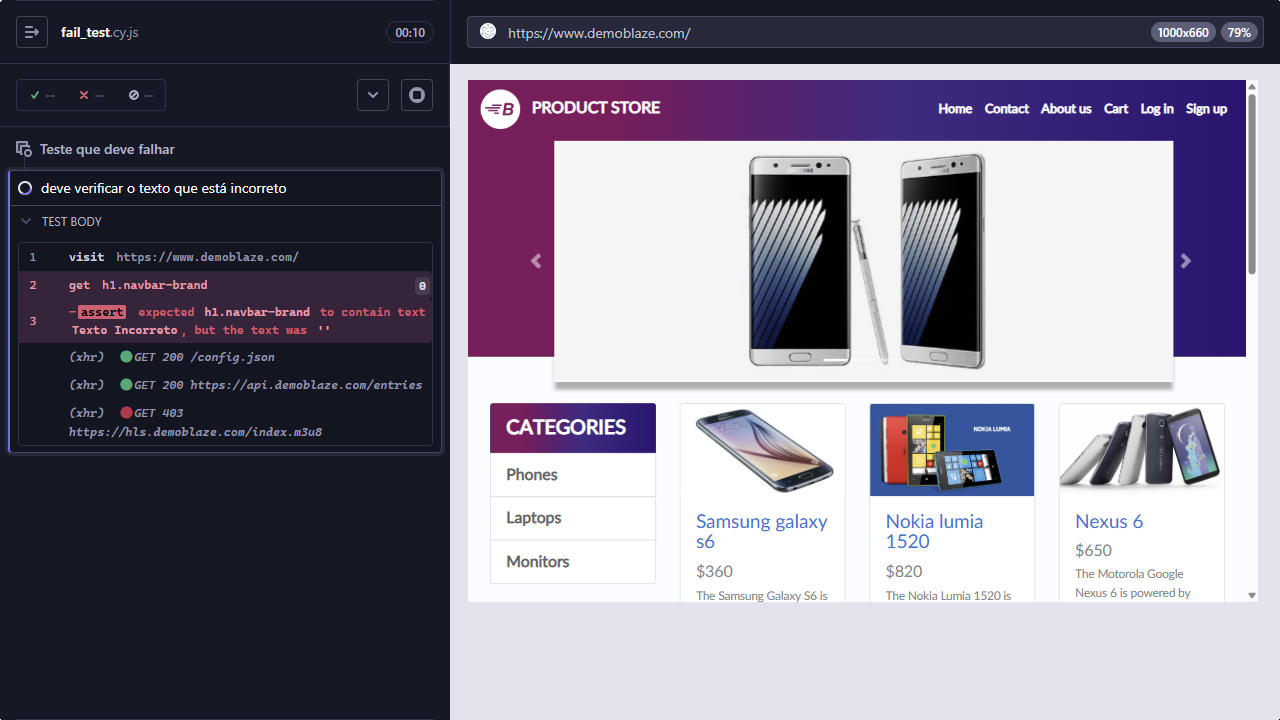 fail_test.cy.js
00:10
--
--
--
Teste que deve falhar
deve verificar o texto que está incorreto
TEST BODY
1 visit https://www.demoblaze.com/
2 get h1.navbar-brand 0
3 -assert expected h1.navbar-brand to contain text
Texto Incorreto, but the text was ''
(xhr) GET 200 /config.json
(xhr) GET 200 https://api.demoblaze.com/entries
(xhr) GET 403
https://hls.demoblaze.com/index.m3u8
https://www.demoblaze.com/
1000x660
79%
B
PRODUCT STORE
Home Contact About us Cart Log in Sign up
SAMSUNG
SAMSUNG
CATEGORIES
Phones
Laptops
Monitors
Samsung galaxy
s6
$360
The Samsung Galaxy S6 is
NOKIA LUMIA
Nokia lumia
1520
$820
The Nokia Lumia 1520 is
Nexus 6
$650
The Motorola Google
Nexus 6 is powered by